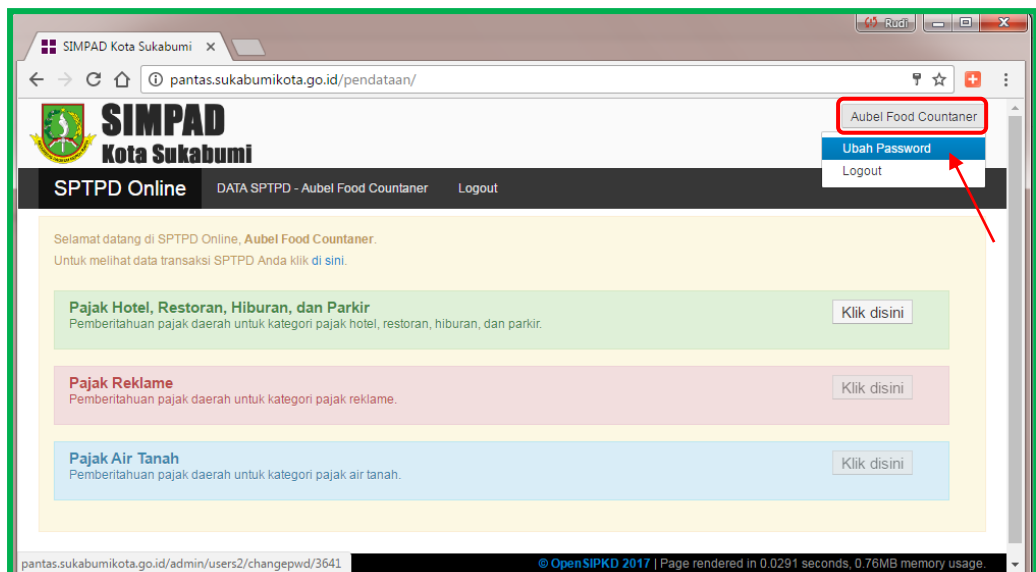 Rudi
SIMPAD Kota Sukabumi
pantas.sukabumikota.go.id/pendataan/
SIMPAD
Kota Sukabumi
Aubel Food Countaner
Ubah Password
Logout
SPTPD Online DATA SPTPD - Aubel Food Countaner Logout
Selamat datang di SPTPD Online, Aubel Food Countaner.
Untuk melihat data transaksi SPTPD Anda klik di sini.
Pajak Hotel, Restoran, Hiburan, dan Parkir
Pemberitahuan pajak daerah untuk kategori pajak hotel, restoran, hiburan, dan parkir.
Klik disini
Pajak Reklame
Pemberitahuan pajak daerah untuk kategori pajak reklame.
Klik disini
Pajak Air Tanah
Pemberitahuan pajak daerah untuk kategori pajak air tanah.
Klik disini
pantas.sukabumikota.go.id/admin/users2/changepwd/3641
© OpenSIPKD 2017 | Page rendered in 0.0291 seconds, 0.76MB memory usage.